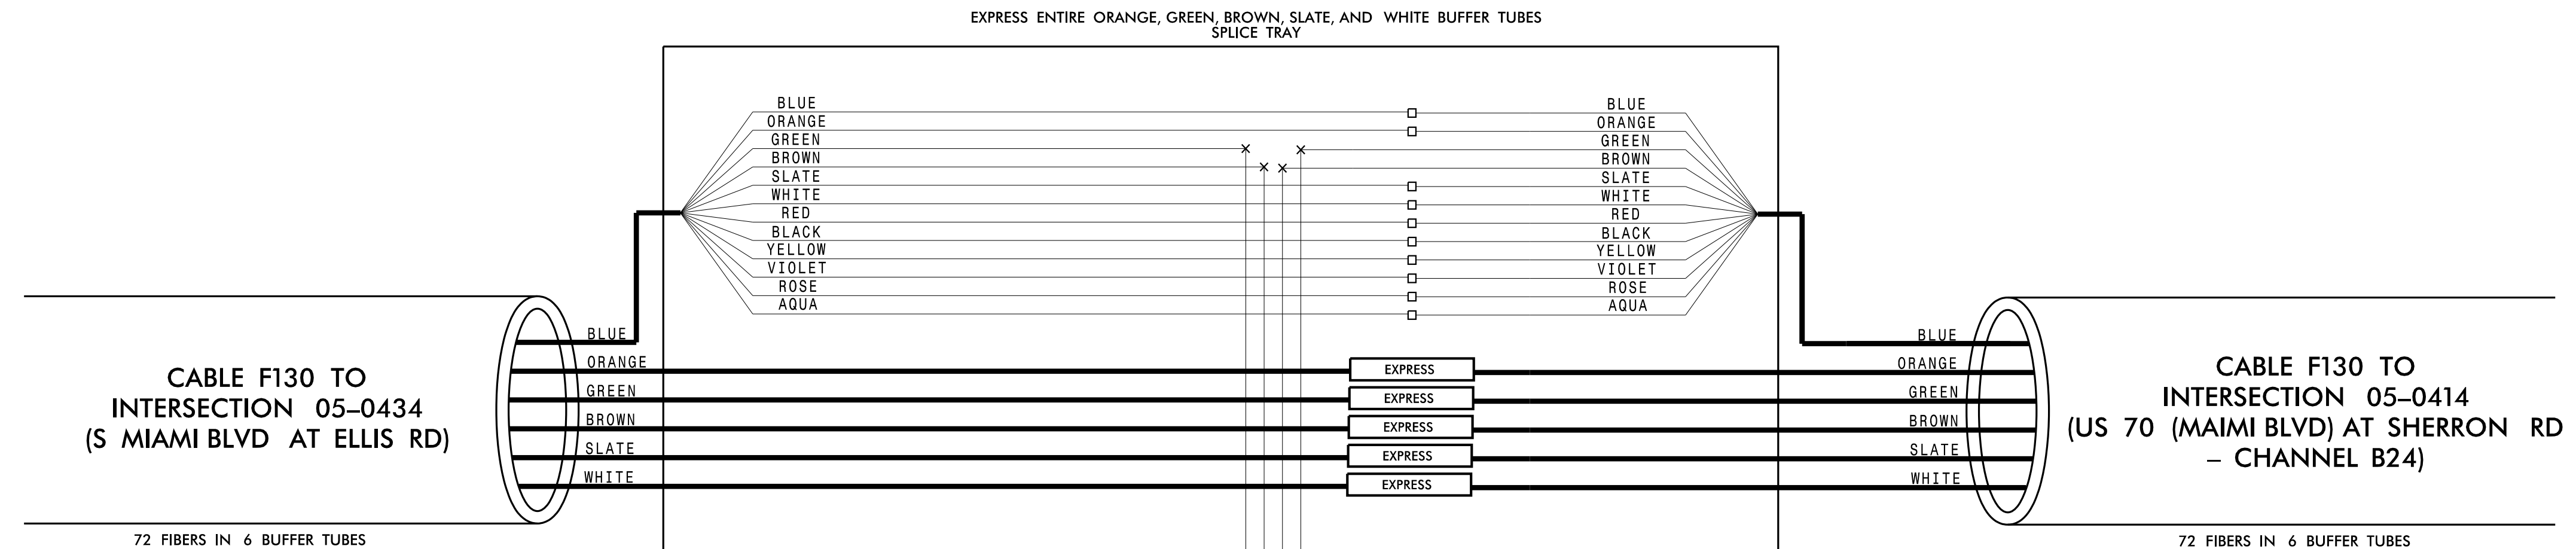 EXPRESS ENTIRE ORANGE, GREEN, BROWN, SLATE, AND WHITE BUFFER TUBES
SPLICE TRAY
BLUE
ORANGE
GREEN
BROWN
SLATE
WHITE
RED
BLACK
YELLOW
VIOLET
ROSE
AQUA
BLUE
ORANGE
GREEN
BROWN
SLATE
WHITE
RED
BLACK
YELLOW
VIOLET
ROSE
AQUA
BLUE
ORANGE
GREEN
BROWN
SLATE
WHITE
CABLE F130 TO
INTERSECTION 05–0434
(S MIAMI BLVD AT ELLIS RD)
72 FIBERS IN 6 BUFFER TUBES
EXPRESS
EXPRESS
EXPRESS
EXPRESS
EXPRESS
BLUE
ORANGE
GREEN
BROWN
SLATE
WHITE
CABLE F130 TO
INTERSECTION 05–0414
(US 70 (MAIMI BLVD) AT SHERRON RD
– CHANNEL B24)
72 FIBERS IN 6 BUFFER TUBES